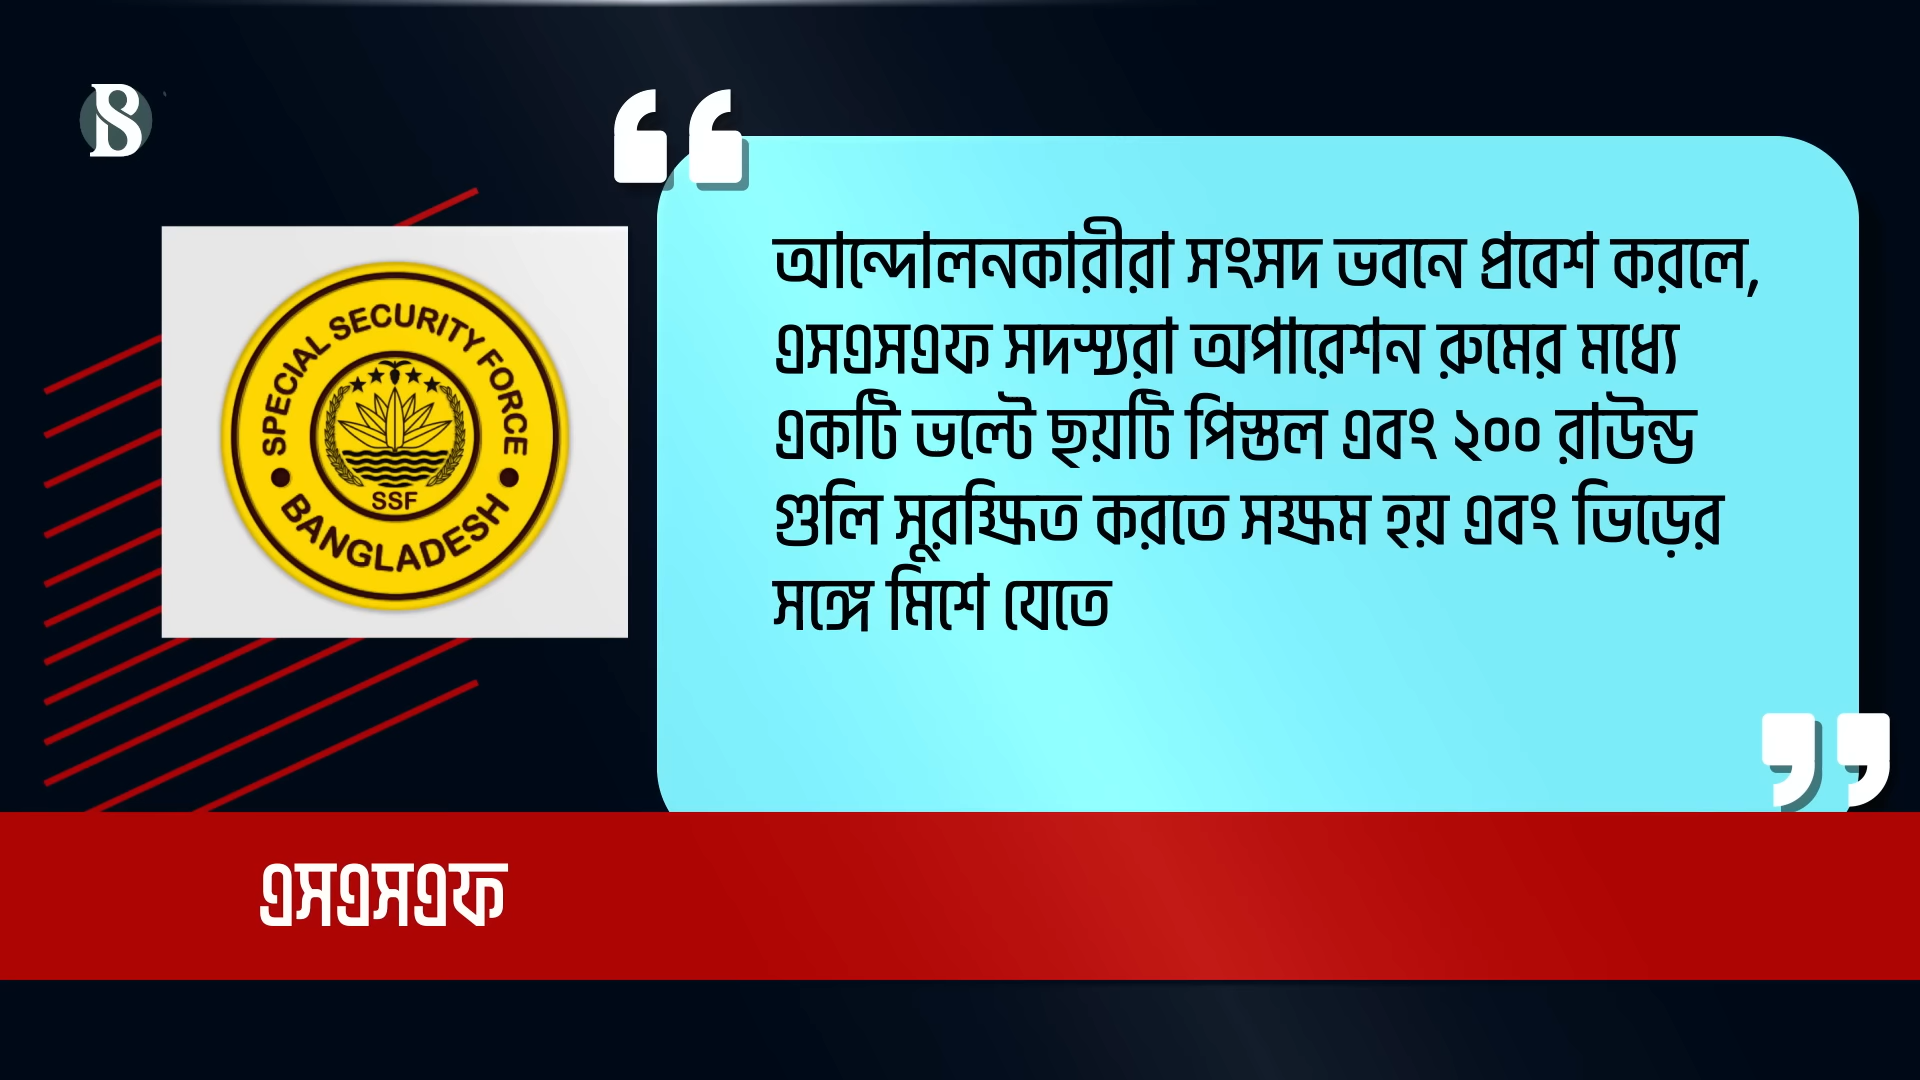 আন্দোলনকারীরা সংসদ ভবনে প্রবেশ করলে,
এসএসএফ সদস্যরা অপারেশন রুমের মধ্যে
একটি ভল্টে ছয়টি পিস্তল এবং ২০০ রাউন্ড
গুলি সুরক্ষিত করতে সক্ষম হয় এবং ভিড়ের
সঙ্গে মিশে যেতে
SPECIAL SECURITY FORCE
SSF
BANGLADESH
এসএসএফ